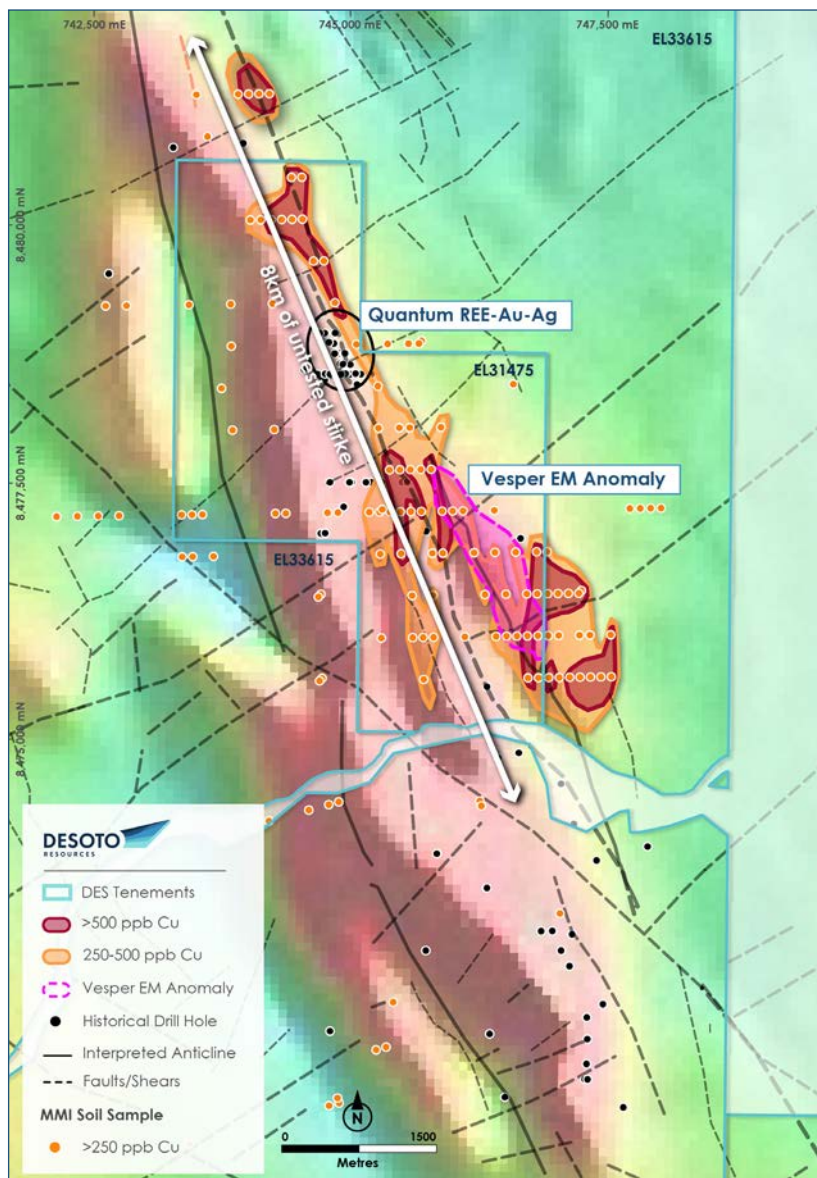 742,500 mE
745,000 mE
747,500 mE
EL33615
8,480,000 mN
8km of untested stirke
Quantum REE-Au-Ag
EL31475
8,477,500 mN
Vesper EM Anomaly
EL33615
8,475,000 mN
DESOTO
RESOURCES
DES Tenements
>500 ppb Cu
250-500 ppb Cu
Vesper EM Anomaly
Historical Drill Hole
Interpreted Anticline
Faults/Shears
MMI Soil Sample
>250 ppb Cu
N
0 1500
Metres